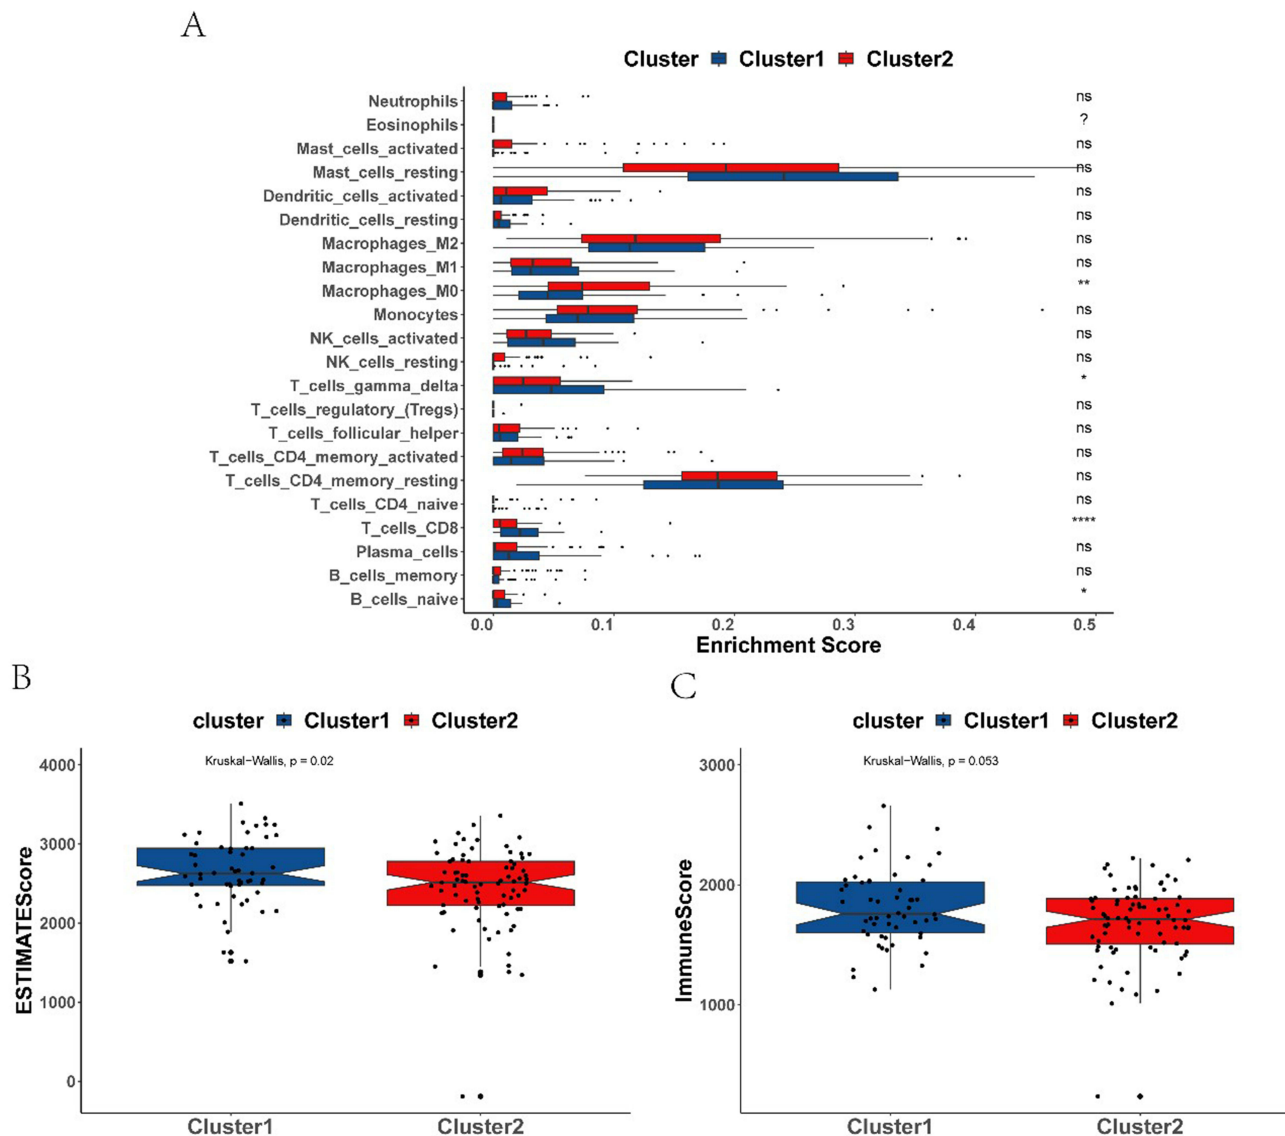 A
Cluster Cluster1 Cluster2
Neutrophils ns
Eosinophils ?
Mast_cells_activated ns
Mast_cells_resting ns
Dendritic_cells_activated ns
Dendritic_cells_resting ns
Macrophages_M2 ns
Macrophages_M1 ns
Macrophages_M0 **
Monocytes ns
NK_cells_activated ns
NK_cells_resting ns
T_cells_gamma_delta *
T_cells_regulatory_(Tregs) ns
T_cells_follicular_helper ns
T_cells_CD4_memory_activated ns
T_cells_CD4_memory_resting ns
T_cells_CD4_naive ns
T_cells_CD8 ****
Plasma_cells ns
B_cells_memory ns
B_cells_naive *
0.0 0.1 0.2 0.3 0.4 0.5
Enrichment Score
B
cluster Cluster1 Cluster2
Kruskal−Wallis, p = 0.02
4000
3000
2000
1000
0
ESTIMATEScore
Cluster1 Cluster2
C
cluster Cluster1 Cluster2
Kruskal−Wallis, p = 0.053
3000
2000
1000
ImmuneScore
Cluster1 Cluster2